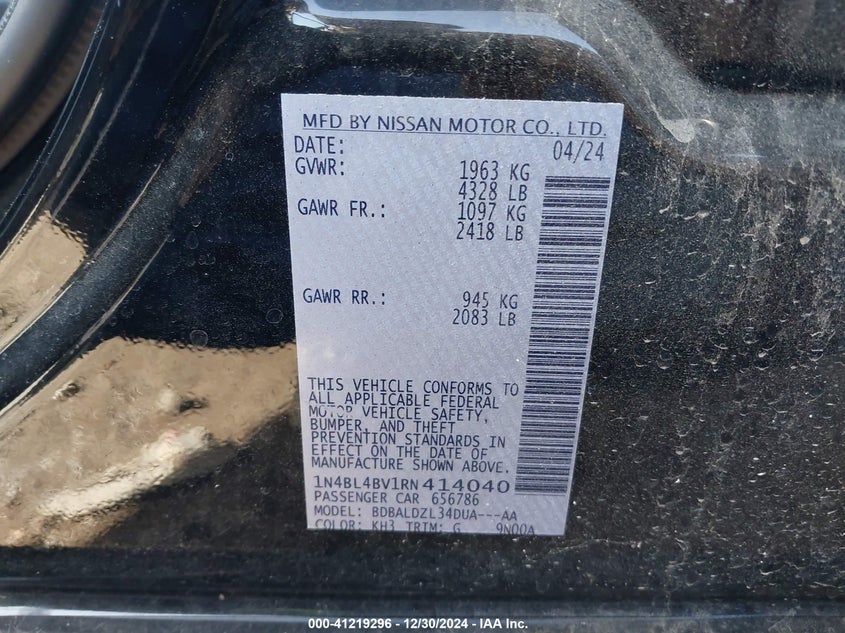 MFD BY NISSAN MOTOR CO., LTD.
DATE: 04/24
GVWR: 1963 KG
4328 LB
GAWR FR.: 1097 KG
2418 LB
GAWR RR.: 945 KG
2083 LB
THIS VEHICLE CONFORMS TO
ALL APPLICABLE FEDERAL
MOTOR VEHICLE SAFETY,
BUMPER, AND THEFT
PREVENTION STANDARDS IN
EFFECT ON THE DATE OF
MANUFACTURE SHOWN ABOVE.
1N4BL4BV1RN414040
PASSENGER CAR 656786
MODEL: BDBALDZL34DUA---AA
COLOR: KH3 TRIM: G 9N00A
000-41219296 - 12/30/2024 - IAA Inc.